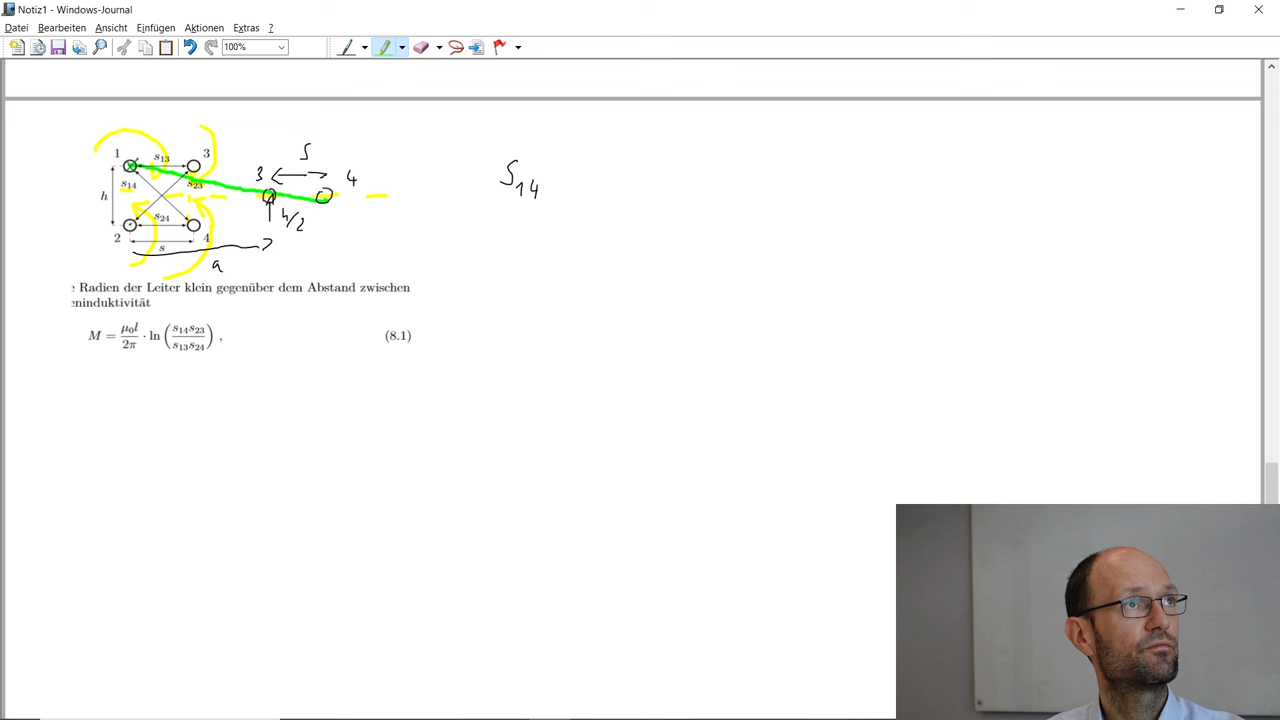 Notiz1 - Windows-Journal
Datei Bearbeiten Ansicht Einfügen Aktionen Extras ?
100%
1 s13 3
s14 s23
h
s24
2 s 4
3 S 4
h/2
a
S14
e Radien der Leiter klein gegenüber dem Abstand zwischen
eninduktivität
M = μ0l/2π · ln (s14s23/s13s24) , (8.1)